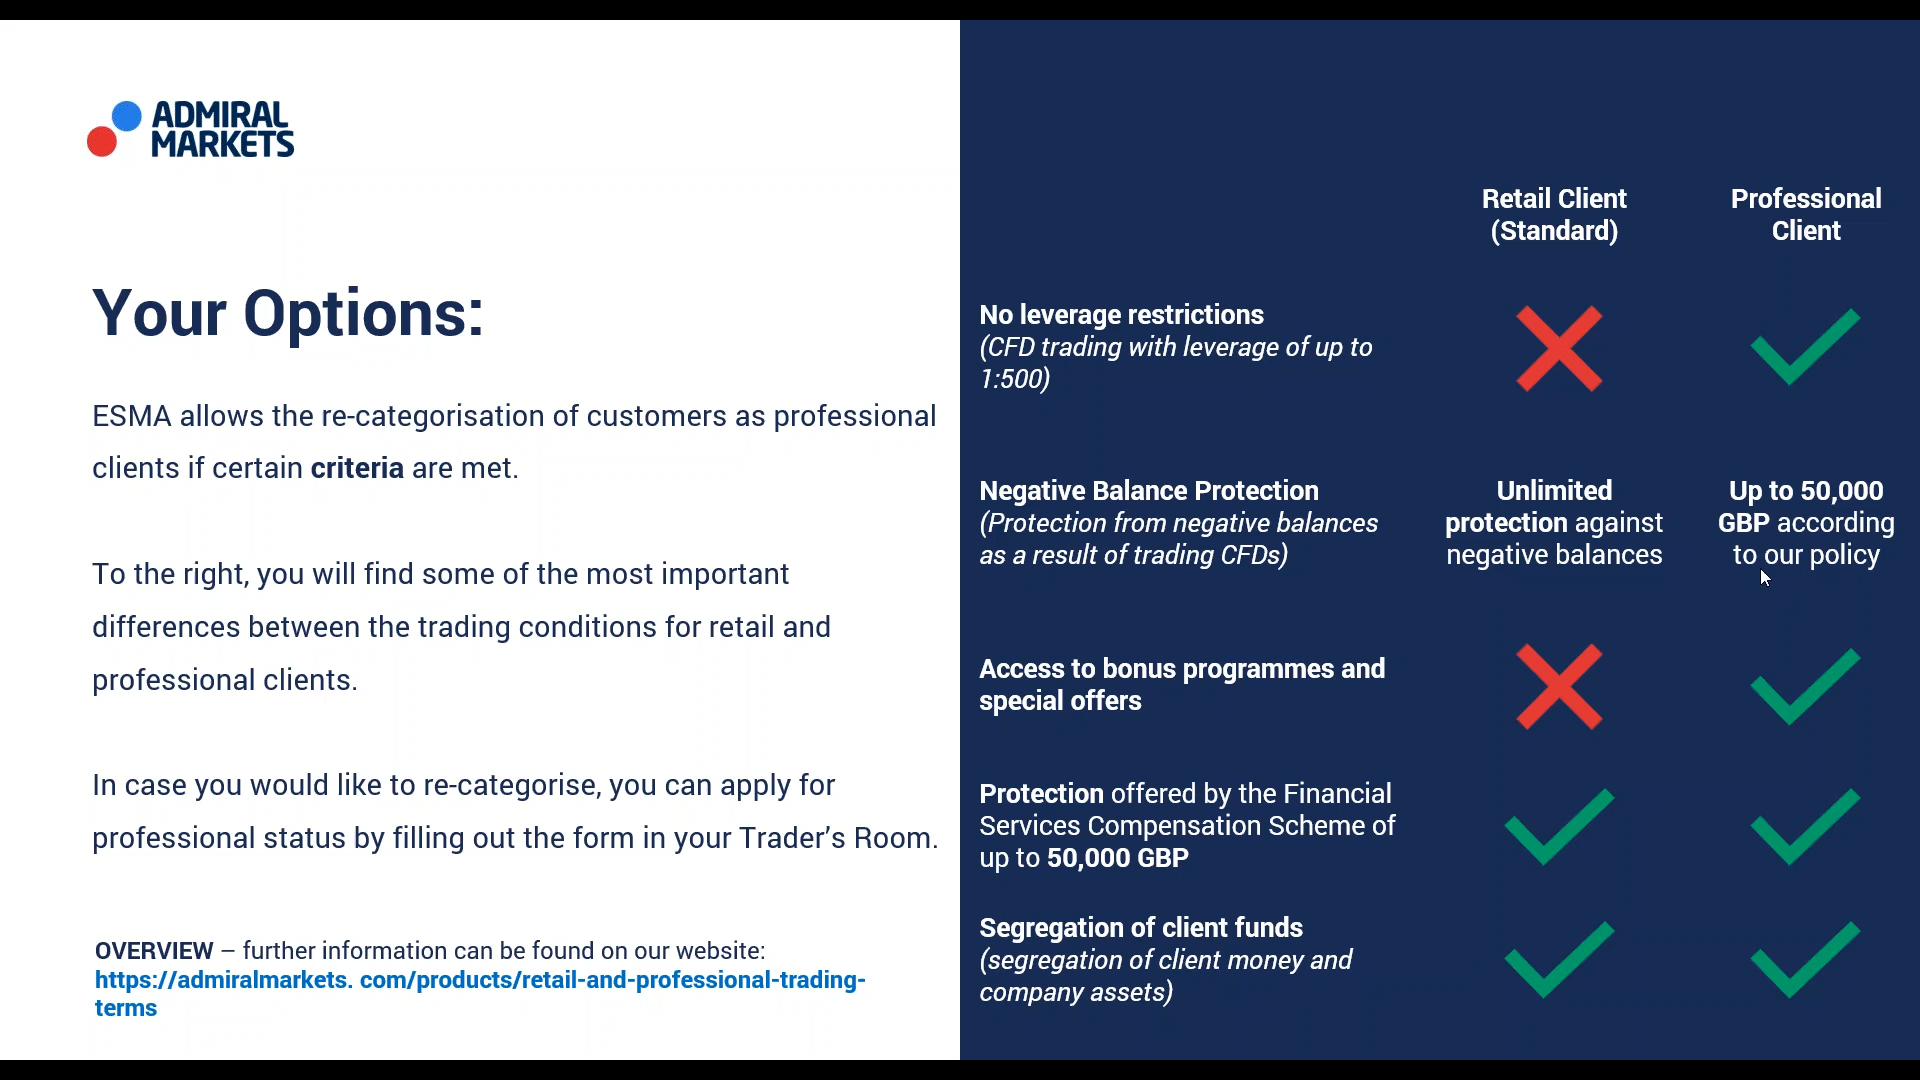 ADMIRAL
MARKETS
Your Options:
ESMA allows the re-categorisation of customers as professional
clients if certain criteria are met.
To the right, you will find some of the most important
differences between the trading conditions for retail and
professional clients.
In case you would like to re-categorise, you can apply for
professional status by filling out the form in your Trader’s Room.
OVERVIEW – further information can be found on our website:
https://admiralmarkets. com/products/retail-and-professional-trading-
terms
Retail Client
(Standard)
Professional
Client
No leverage restrictions
(CFD trading with leverage of up to
1:500)
Negative Balance Protection
(Protection from negative balances
as a result of trading CFDs)
Unlimited
protection against
negative balances
Up to 50,000
GBP according
to our policy
Access to bonus programmes and
special offers
Protection offered by the Financial
Services Compensation Scheme of
up to 50,000 GBP
Segregation of client funds
(segregation of client money and
company assets)